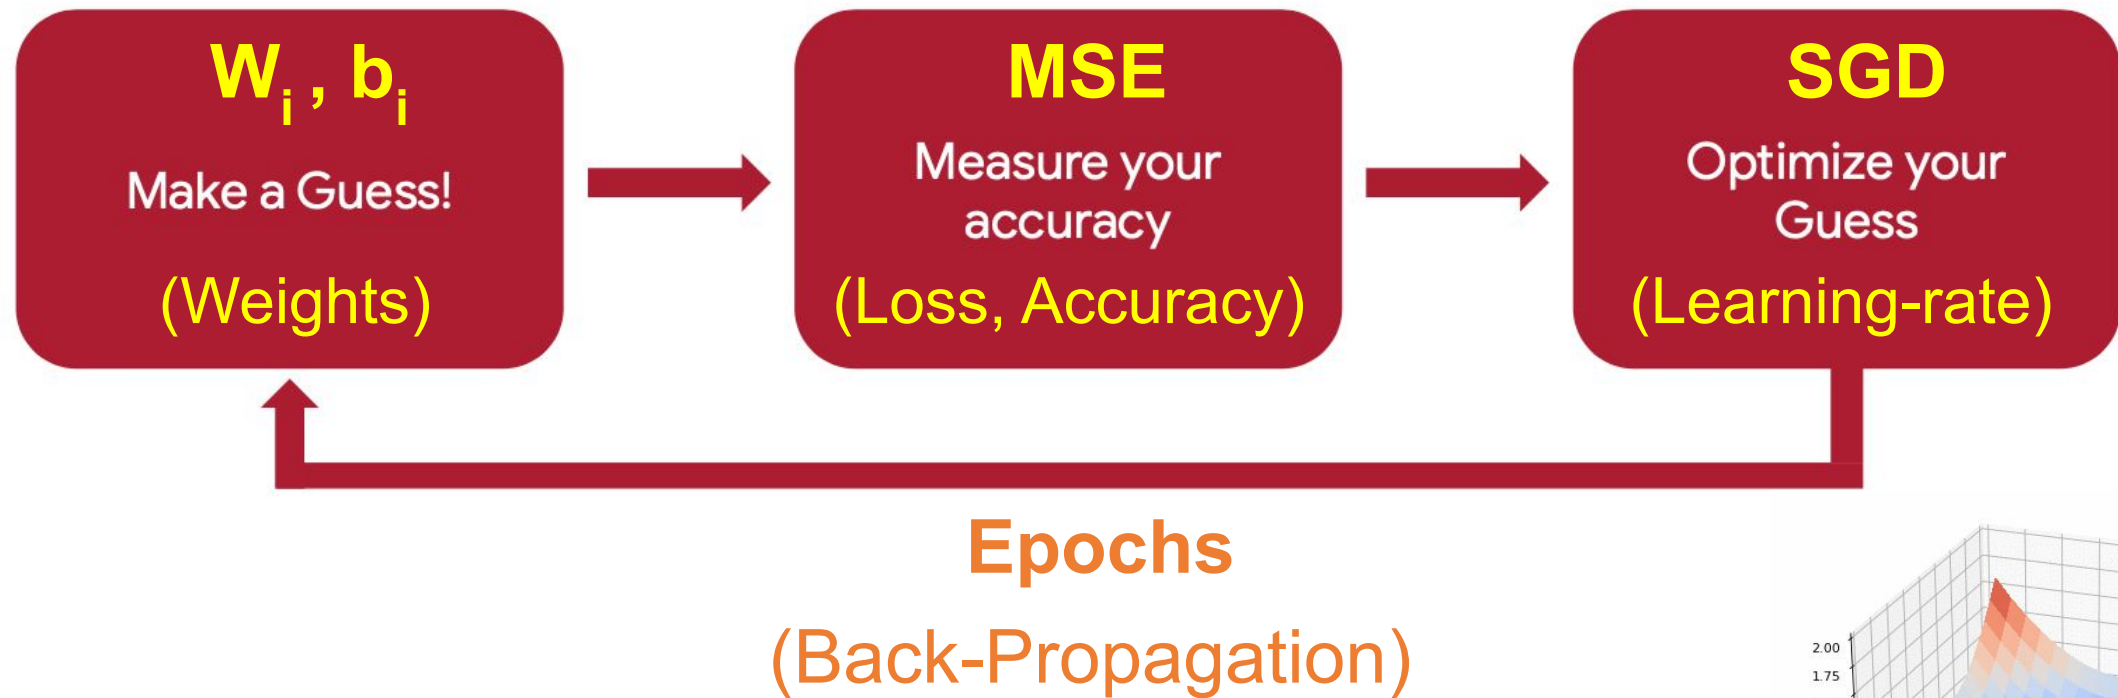 Wi , bi
Make a Guess!
(Weights)
MSE
Measure your
accuracy
(Loss, Accuracy)
SGD
Optimize your
Guess
(Learning-rate)
Epochs
(Back-Propagation)
2.00
1.75